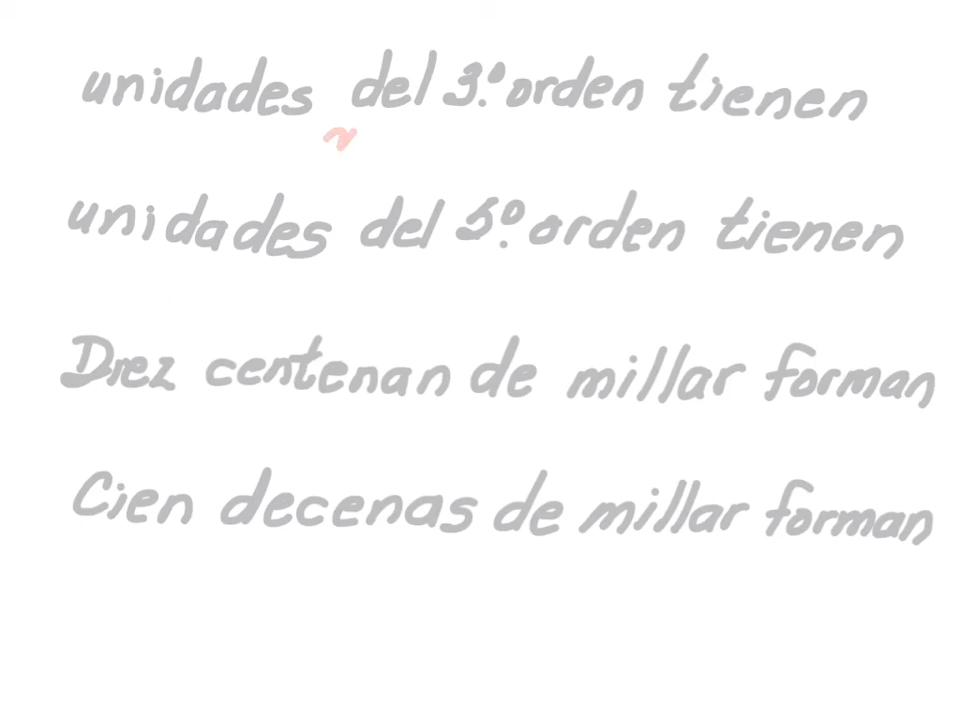 unidades del 3.º orden tienen
unidades del 5.º orden tienen
Diez centenan de millar forman
Cien decenas de millar forman